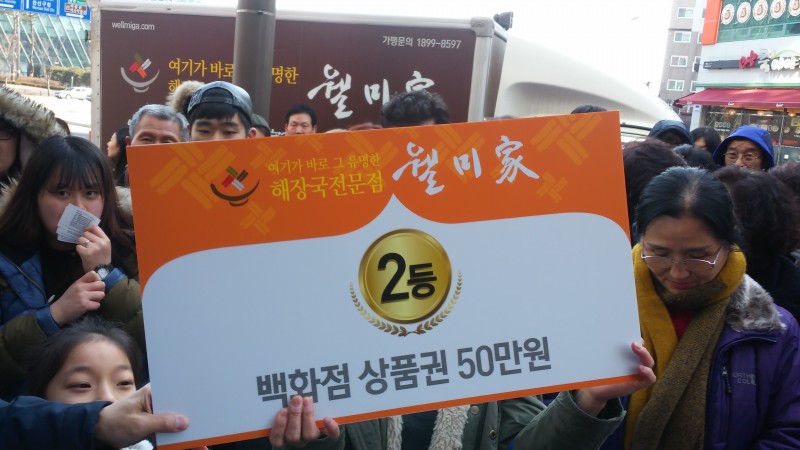 wellmiga.com
가맹문의 1899-8597
여기가 바로 그 유명한
월미家
여기가 바로 그 유명한
해장국전문점
월미家
2등
백화점 상품권 50만원